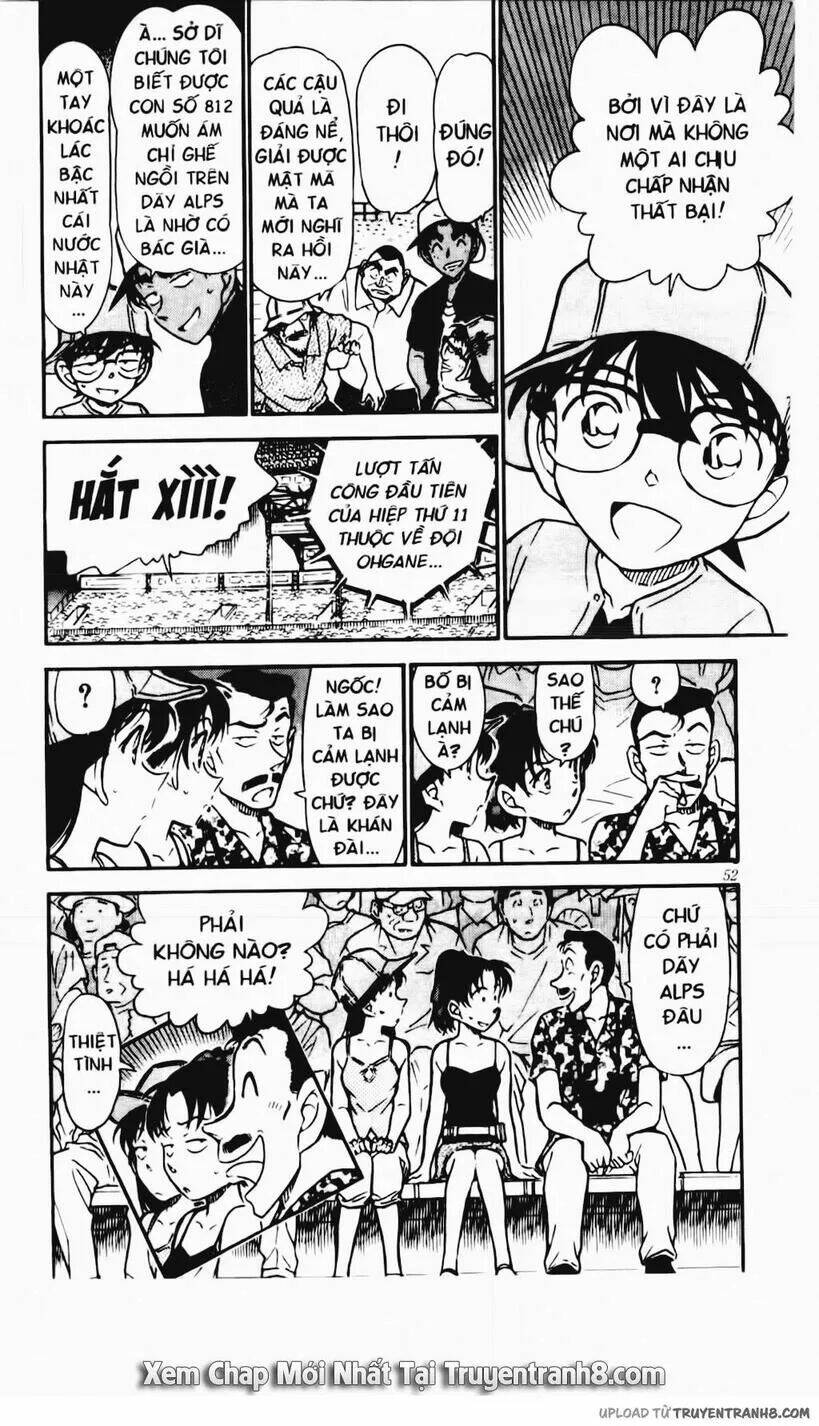 BỞI VÌ ĐÂY LÀ
NƠI MÀ KHÔNG
MỘT AI CHỊU
CHẤP NHẬN
THẤT BẠI!
ĐÚNG
ĐÓ!
ĐI
THÔI
!
CÁC CẬU
QUẢ LÀ
ĐÁNG NỂ,
GIẢI ĐƯỢC
MẬT MÃ
MÀ TA
MỚI NGHĨ
RA HỒI
NÃY...
À... SỞ DĨ
CHÚNG TÔI
BIẾT ĐƯỢC
CON SỐ 812
MUỐN ÁM
CHỈ GHẾ
NGỒI TRÊN
DÃY ALPS
LÀ NHỜ CÓ
BÁC GIÀ...
MỘT
TAY
KHOÁC
LÁC
BẬC
NHẤT
CÁI
NƯỚC
NHẬT
NÀY
...
LƯỢT TẤN
CÔNG ĐẦU TIÊN
CỦA HIỆP THỨ 11
THUỘC VỀ ĐỘI
OHGANE...
HẮT XÌÌÌ!
?
SAO
THẾ
CHÚ
?
BỐ BỊ
CẢM
LẠNH
À?
NGỐC!
LÀM SAO
TA BỊ
CẢM LẠNH
ĐƯỢC
CHỨ? ĐÂY
LÀ KHÁN
ĐÀI...
?
52
CHỨ
CÓ PHẢI
DÃY
ALPS
ĐÂU
...
PHẢI
KHÔNG NÀO?
HÁ HÁ HÁ!
THIỆT
TÌNH
...
Xem Chap Mới Nhất Tại Truyentranh8.com
UPLOAD TỪ TRUYENTRANH8.COM